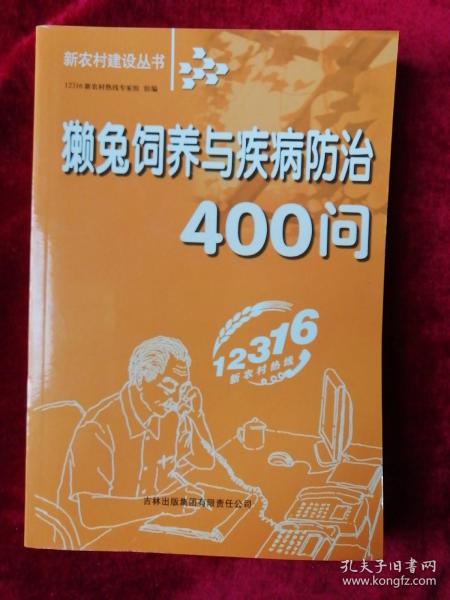 新农村建设丛书
12316新农村热线专家组 组编
獭兔饲养与疾病防治
400问
12316
新农村热线
吉林出版集团有限责任公司
孔夫子旧书网
www.kongfz.com